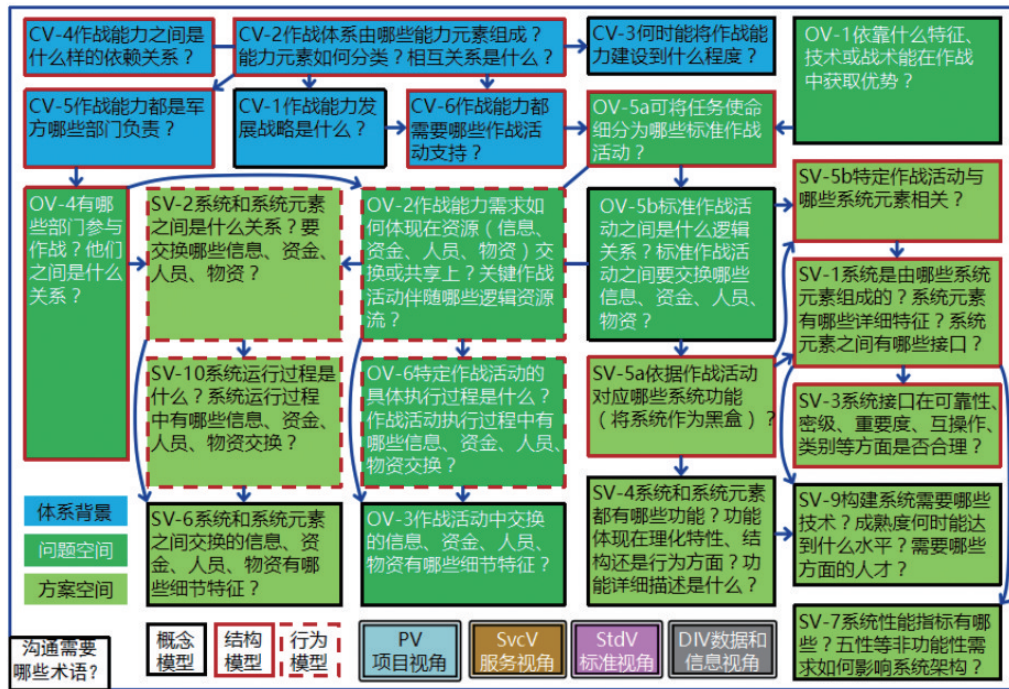 CV-4作战能力之间是
什么样的依赖关系？
CV-2作战体系由哪些能力元素组成？
能力元素如何分类？相互关系是什么？
CV-3何时能将作战能
力建设到什么程度？
OV-1依靠什么特征、
技术或战术能在作战
中获取优势？
CV-5作战能力都是军
方哪些部门负责？
CV-1作战能力发
展战略是什么？
CV-6作战能力都
需要哪些作战活
动支持？
OV-5a可将任务使命
细分为哪些标准作战
活动？
OV-4有哪
些部门参与
作战？他们
之间是什么
关系？
SV-2系统和系统元素
之间是什么关系？要
交换哪些信息、资金、
人员、物资？
OV-2作战能力需求如
何体现在资源（信息、
资金、人员、物资）交
换或共享上？关键作战
活动伴随哪些逻辑资源
流？
OV-5b标准作战活
动之间是什么逻辑
关系？标准作战活
动之间要交换哪些
信息、资金、人员、
物资？
SV-5b特定作战活动与
哪些系统元素相关？
SV-1系统是由哪些系统
元素组成的？系统元素
有哪些详细特征？系统
元素之间有哪些接口？
SV-10系统运行过程是
什么？系统运行过程
中有哪些信息、资金、
人员、物资交换？
OV-6特定作战活动的
具体执行过程是什么？
作战活动执行过程中有
哪些信息、资金、人员、
物资交换？
SV-5a依据作战活动
对应哪些系统功能
（将系统作为黑盒）？
SV-3系统接口在可靠性、
密级、重要度、互操作、
类别等方面是否合理？
SV-6系统和系统元素
之间交换的信息、资
金、人员、物资有哪
些细节特征？
OV-3作战活动中交换
的信息、资金、人员、
物资有哪些细节特征？
SV-4系统和系统元素
都有哪些功能？功能
体现在理化特性、结
构还是行为方面？功
能详细描述是什么？
SV-9构建系统需要哪些
技术？成熟度何时能达
到什么水平？需要哪些
方面的人才？
SV-7系统性能指标有哪
些？五性等非功能性需
求如何影响系统架构？
体系背景
问题空间
方案空间
沟通需要
哪些术语？
概念
模型
结构
模型
行为
模型
PV
项目视角
SvcV
服务视角
StdV
标准视角
DIV数据和
信息视角